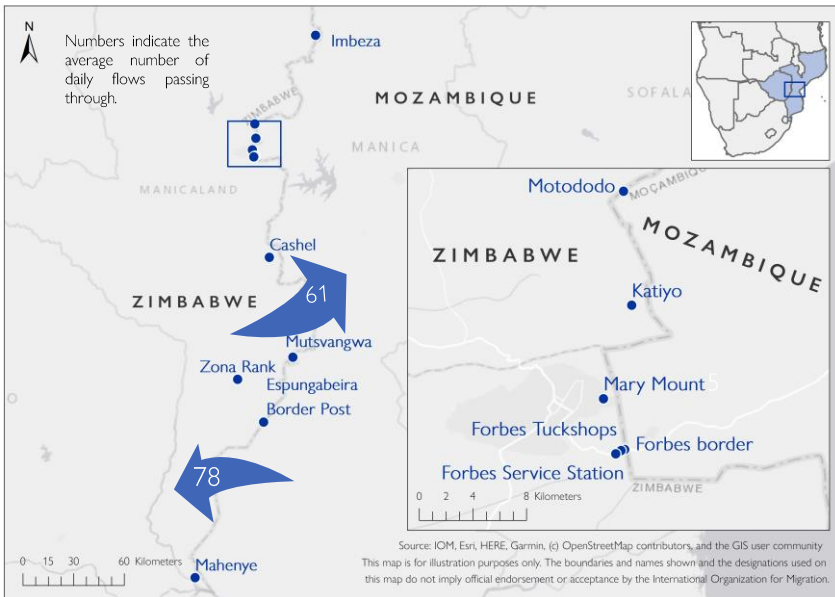 N
Numbers indicate the
average number of
daily flows passing
through.
Imbeza
ZIMBABWE
MOZAMBIQUE
SOFALA
MANICA
MANICALAND
Cashel
ZIMBABWE
61
Mutsvangwa
Zona Rank
Espungabeira
Border Post
78
Mahenye
0 15 30 60 Kilometers
Motododo
MOÇAMBIQUE
ZIMBABWE
MOZAMBIQUE
Katiyo
Mary Mount
5
Forbes Tuckshops
Forbes border
Forbes Service Station
ZIMBABWE
0 2 4 8 Kilometers
Source: IOM, Esri, HERE, Garmin, (c) OpenStreetMap contributors, and the GIS user community
This map is for illustration purposes only. The boundaries and names shown and the designations used on
this map do not imply official endorsement or acceptance by the International Organization for Migration.